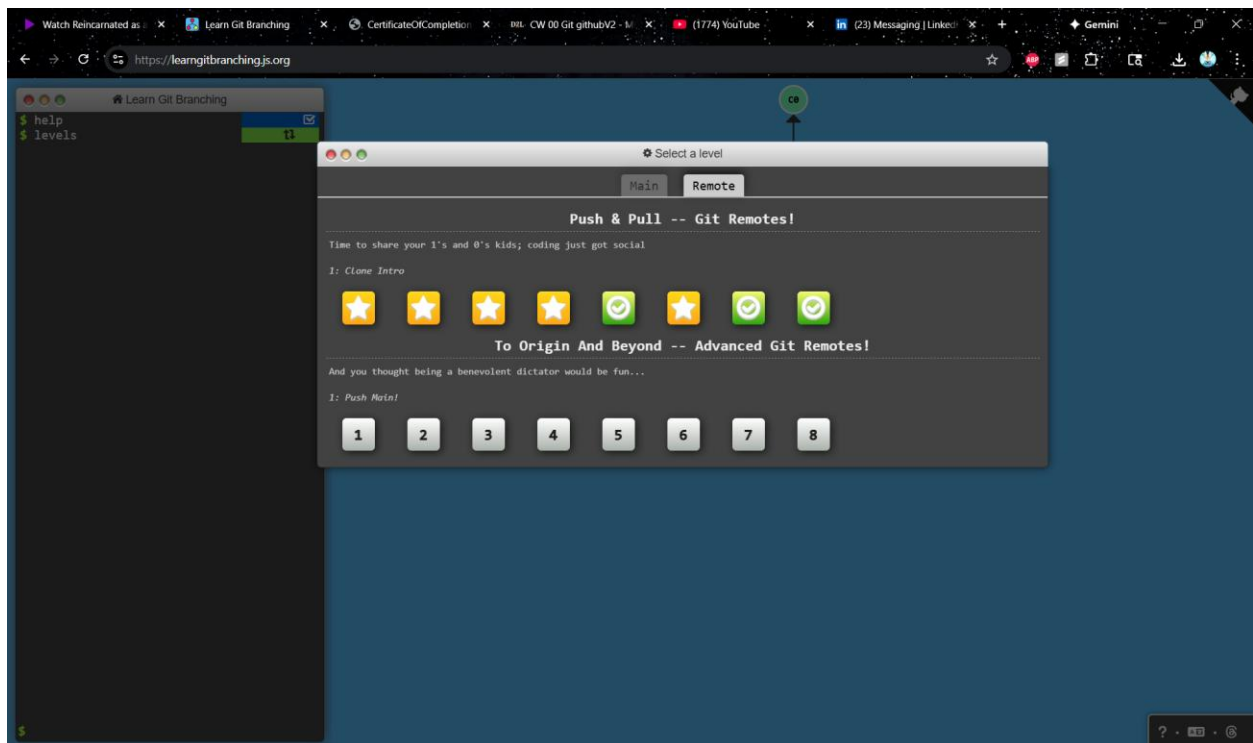 Watch Reincarnated as a
Learn Git Branching
CertificateOfCompletion
D2L CW 00 Git githubV2 - M
(1774) YouTube
in (23) Messaging | Linked
Gemini
https://learngitbranching.js.org
ABP
Learn Git Branching
$ help
$ levels
c0
Select a level
Main Remote
Push & Pull -- Git Remotes!
Time to share your 1's and 0's kids; coding just got social
1: Clone Intro
To Origin And Beyond -- Advanced Git Remotes!
And you thought being a benevolent dictator would be fun...
1: Push Main!
1 2 3 4 5 6 7 8
$
?